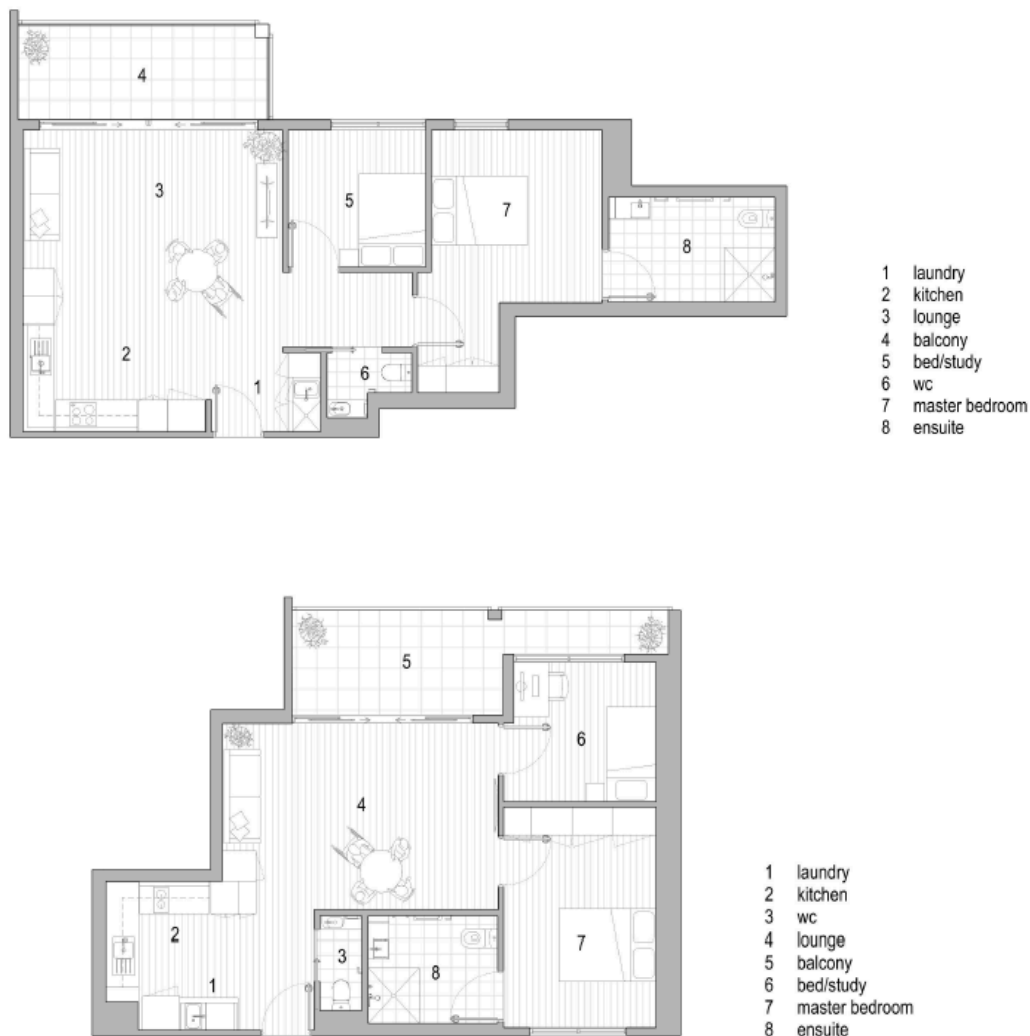 4
3
5
7
8
2
1
6
1 laundry
2 kitchen
3 lounge
4 balcony
5 bed/study
6 wc
7 master bedroom
8 ensuite
5
6
4
2
3
7
8
1
1 laundry
2 kitchen
3 wc
4 lounge
5 balcony
6 bed/study
7 master bedroom
8 ensuite